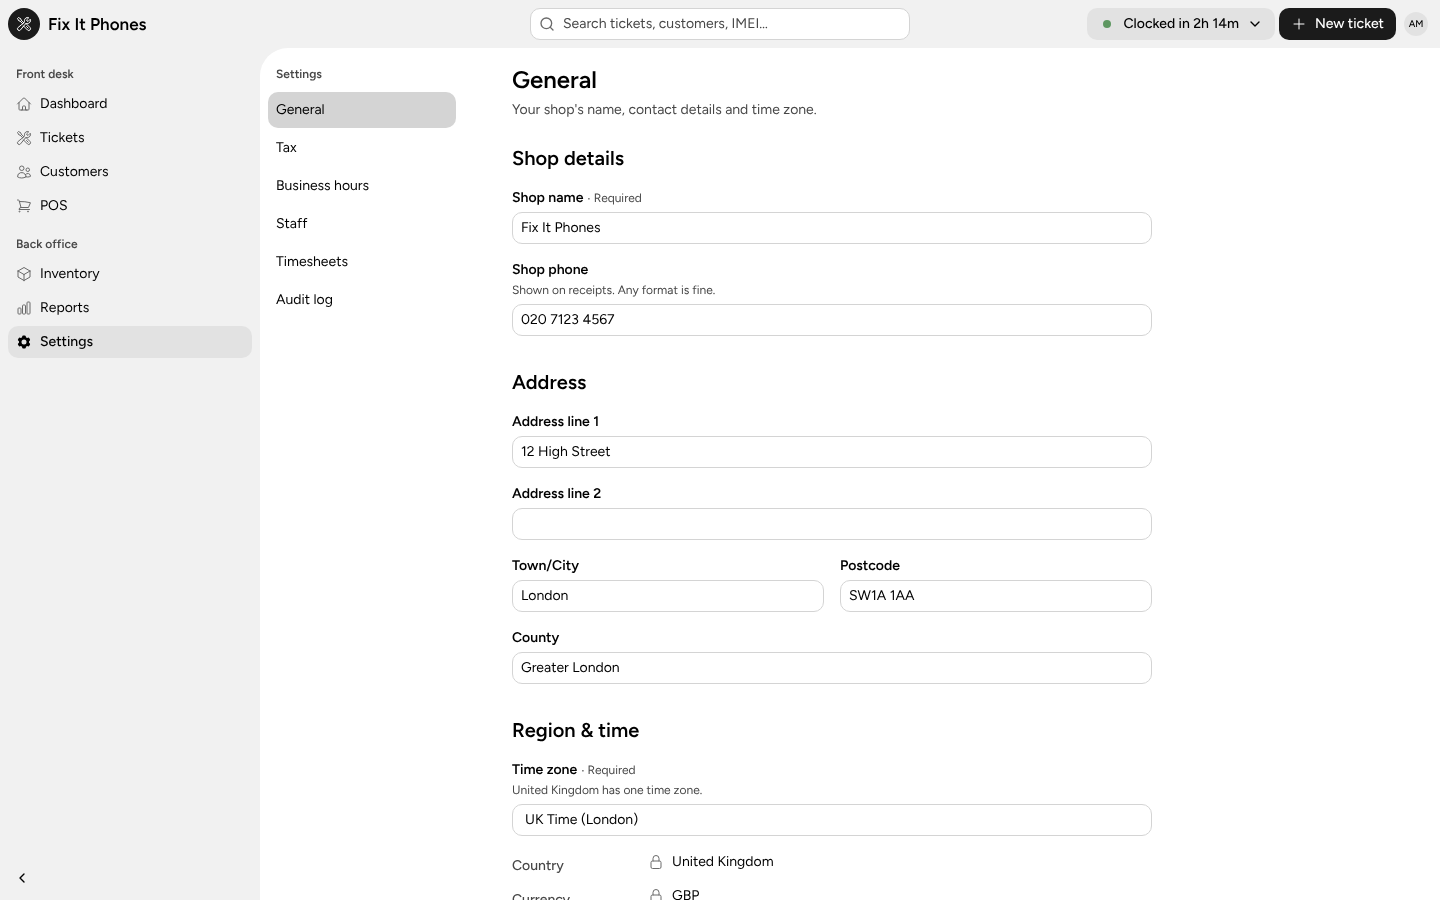 Fix It Phones
Search tickets, customers, IMEI...
Clocked in 2h 14m
New ticket
AM
Front desk
Dashboard
Tickets
Customers
POS
Back office
Inventory
Reports
Settings
Settings
General
Tax
Business hours
Staff
Timesheets
Audit log
General
Your shop's name, contact details and time zone.
Shop details
Shop name · Required
Fix It Phones
Shop phone
Shown on receipts. Any format is fine.
020 7123 4567
Address
Address line 1
12 High Street
Address line 2
Town/City
Postcode
London
SW1A 1AA
County
Greater London
Region & time
Time zone · Required
United Kingdom has one time zone.
UK Time (London)
Country
United Kingdom
Currency
GBP